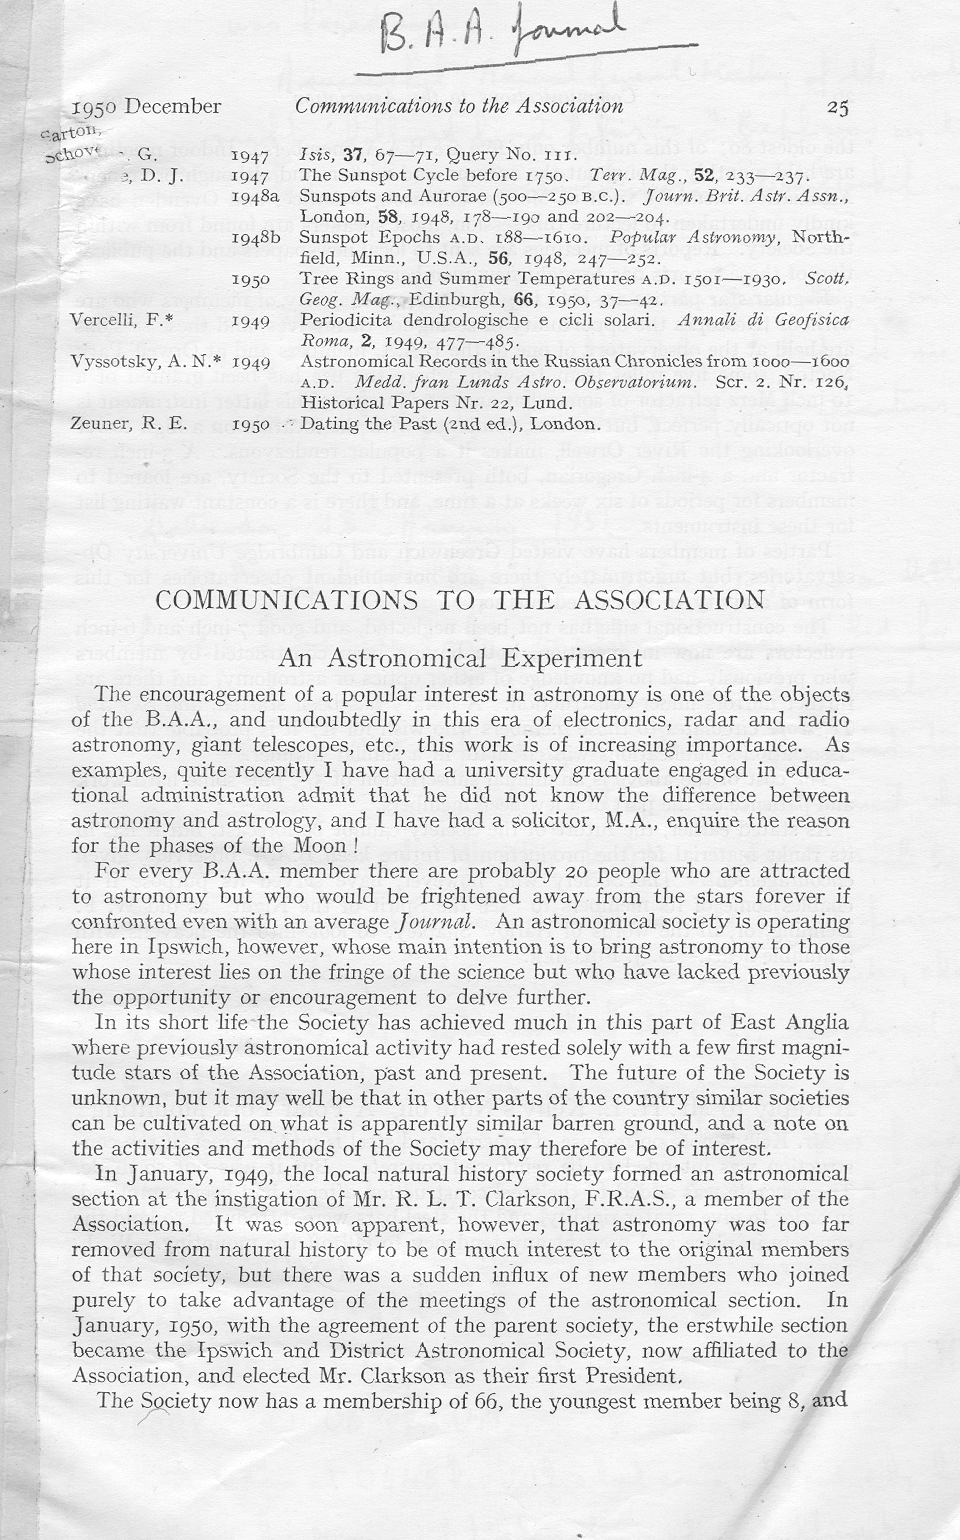 B.A.A. Journal
1950 December Communications to the Association 25
Sarton, . G. 1947 Isis, 37, 67—71, Query No. 111.
Schove, D. J. 1947 The Sunspot Cycle before 1750. Terr. Mag., 52, 233—237.
1948a Sunspots and Aurorae (500—250 B.C.). Journ. Brit. Astr. Assn.,
London, 58, 1948, 178—190 and 202—204.
1948b Sunspot Epochs A.D. 188—1610. Popular Astronomy, North-
field, Minn., U.S.A., 56, 1948, 247—252.
1950 Tree Rings and Summer Temperatures A.D. 1501—1930. Scott.
Geog. Mag., Edinburgh, 66, 1950, 37—42.
Vercelli, F.* 1949 Periodicita dendrologische e cicli solari. Annali di Geofisica
Roma, 2, 1949, 477—485.
Vyssotsky, A. N.* 1949 Astronomical Records in the Russian Chronicles from 1000—1600
A.D. Medd. fran Lunds Astro. Observatorium. Scr. 2. Nr. 126,
Historical Papers Nr. 22, Lund.
Zeuner, R. E. 1950 Dating the Past (2nd ed.), London.
COMMUNICATIONS TO THE ASSOCIATION
An Astronomical Experiment
The encouragement of a popular interest in astronomy is one of the objects
of the B.A.A., and undoubtedly in this era of electronics, radar and radio
astronomy, giant telescopes, etc., this work is of increasing importance. As
examples, quite recently I have had a university graduate engaged in educa-
tional administration admit that he did not know the difference between
astronomy and astrology, and I have had a solicitor, M.A., enquire the reason
for the phases of the Moon !
For every B.A.A. member there are probably 20 people who are attracted
to astronomy but who would be frightened away from the stars forever if
confronted even with an average Journal. An astronomical society is operating
here in Ipswich, however, whose main intention is to bring astronomy to those
whose interest lies on the fringe of the science but who have lacked previously
the opportunity or encouragement to delve further.
In its short life the Society has achieved much in this part of East Anglia
where previously astronomical activity had rested solely with a few first magni-
tude stars of the Association, past and present. The future of the Society is
unknown, but it may well be that in other parts of the country similar societies
can be cultivated on what is apparently similar barren ground, and a note on
the activities and methods of the Society may therefore be of interest.
In January, 1949, the local natural history society formed an astronomical
section at the instigation of Mr. R. L. T. Clarkson, F.R.A.S., a member of the
Association. It was soon apparent, however, that astronomy was too far
removed from natural history to be of much interest to the original members
of that society, but there was a sudden influx of new members who joined
purely to take advantage of the meetings of the astronomical section. In
January, 1950, with the agreement of the parent society, the erstwhile section
became the Ipswich and District Astronomical Society, now affiliated to the
Association, and elected Mr. Clarkson as their first President.
The Society now has a membership of 66, the youngest member being 8, and